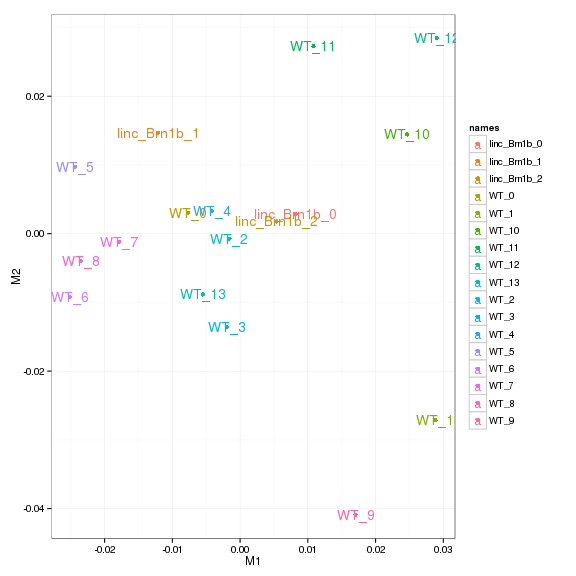 WT_11
WT_12
0.02
WT_10
linc_Brn1b_1
WT_5
WT_0
WT_4
linc_Brn1b_0
linc_Brn1b_2
0.00
WT_2
WT_7
WT_8
WT_6
WT_13
WT_3
-0.02
WT_1
-0.04
WT_9
-0.02 -0.01 0.00 0.01 0.02 0.03
M1
M2
names
a linc_Brn1b_0
a linc_Brn1b_1
a linc_Brn1b_2
a WT_0
a WT_1
a WT_10
a WT_11
a WT_12
a WT_13
a WT_2
a WT_3
a WT_4
a WT_5
a WT_6
a WT_7
a WT_8
a WT_9